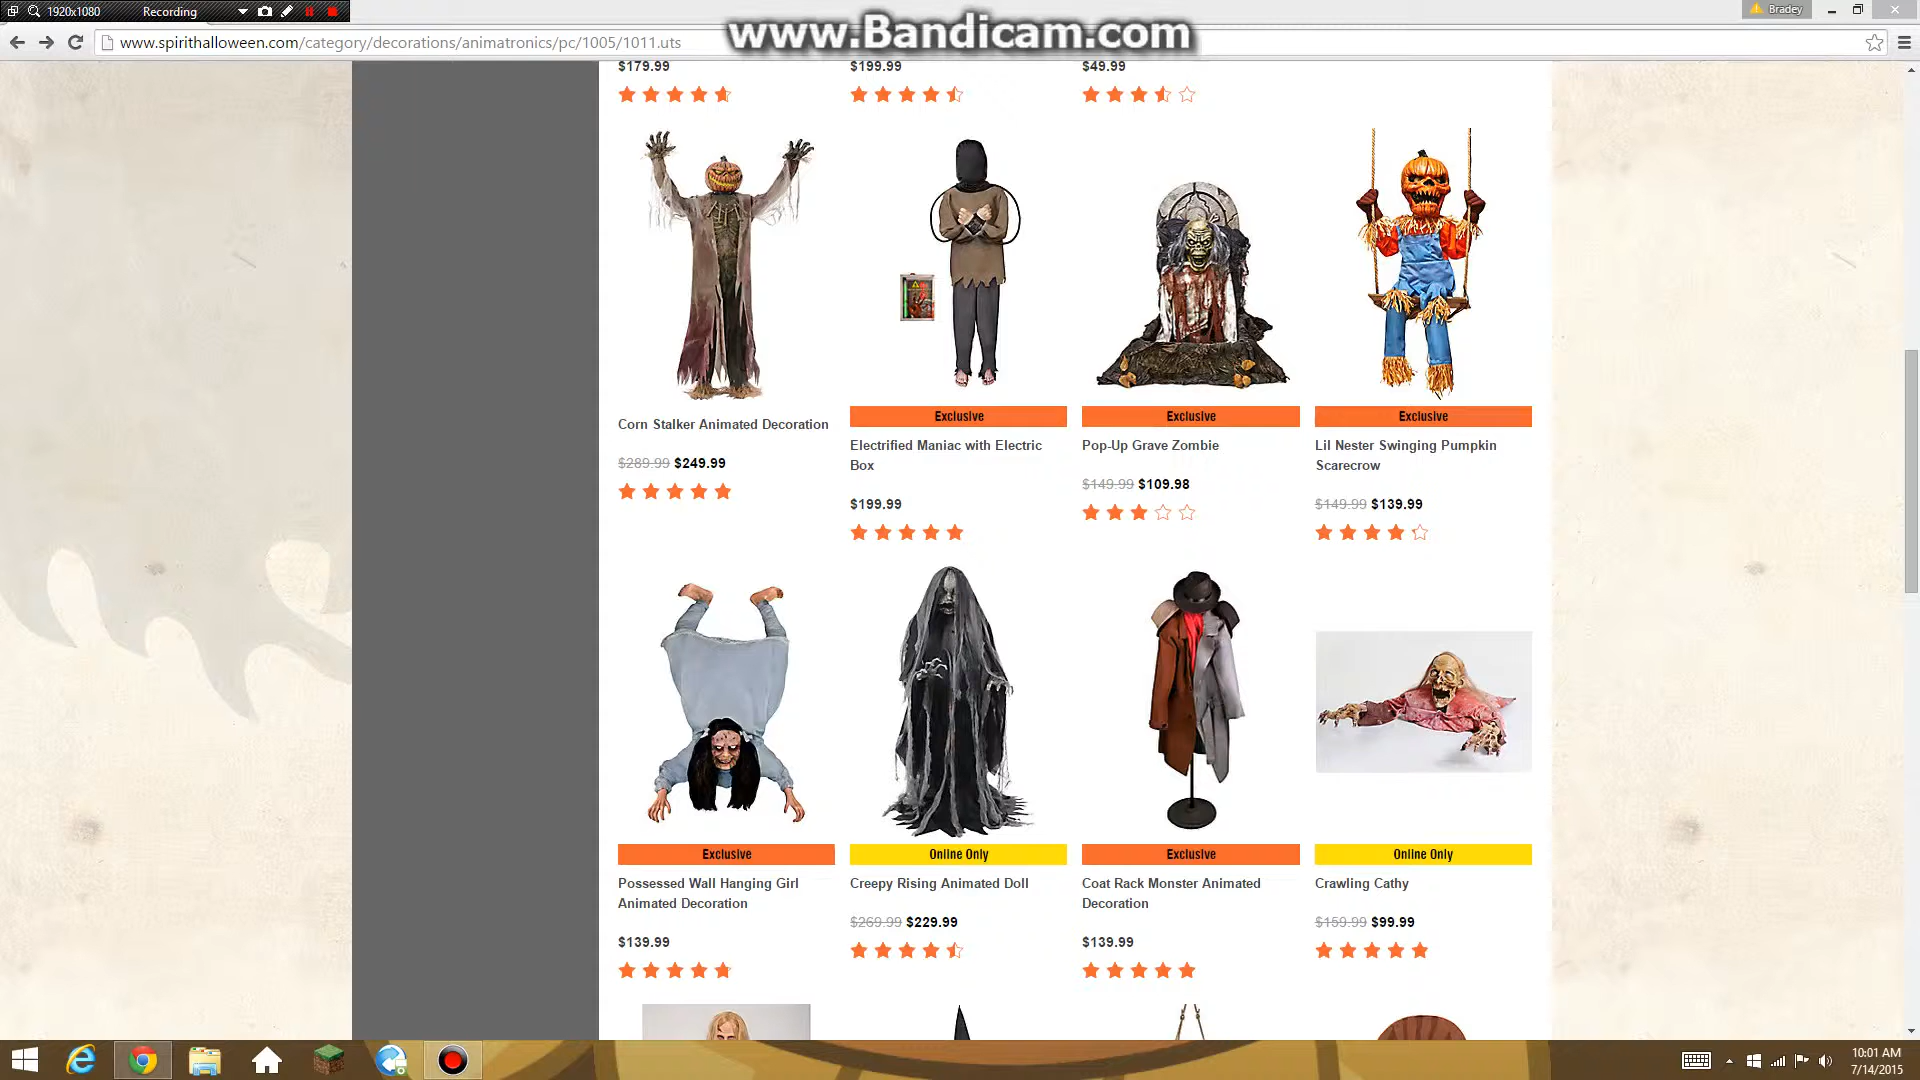 1920x1080
Recording
www.Bandicam.com
Bradey
www.spirithalloween.com/category/decorations/animatronics/pc/1005/1011.uts
$179.99
$199.99
$49.99
Exclusive
Exclusive
Exclusive
Corn Stalker Animated Decoration
$289.99 $249.99
Electrified Maniac with Electric
Box
$199.99
Pop-Up Grave Zombie
$149.99 $109.98
Lil Nester Swinging Pumpkin
Scarecrow
$149.99 $139.99
Exclusive
Online Only
Exclusive
Online Only
Possessed Wall Hanging Girl
Animated Decoration
$139.99
Creepy Rising Animated Doll
$269.99 $229.99
Coat Rack Monster Animated
Decoration
$139.99
Crawling Cathy
$159.99 $99.99
10:01 AM
7/14/2015